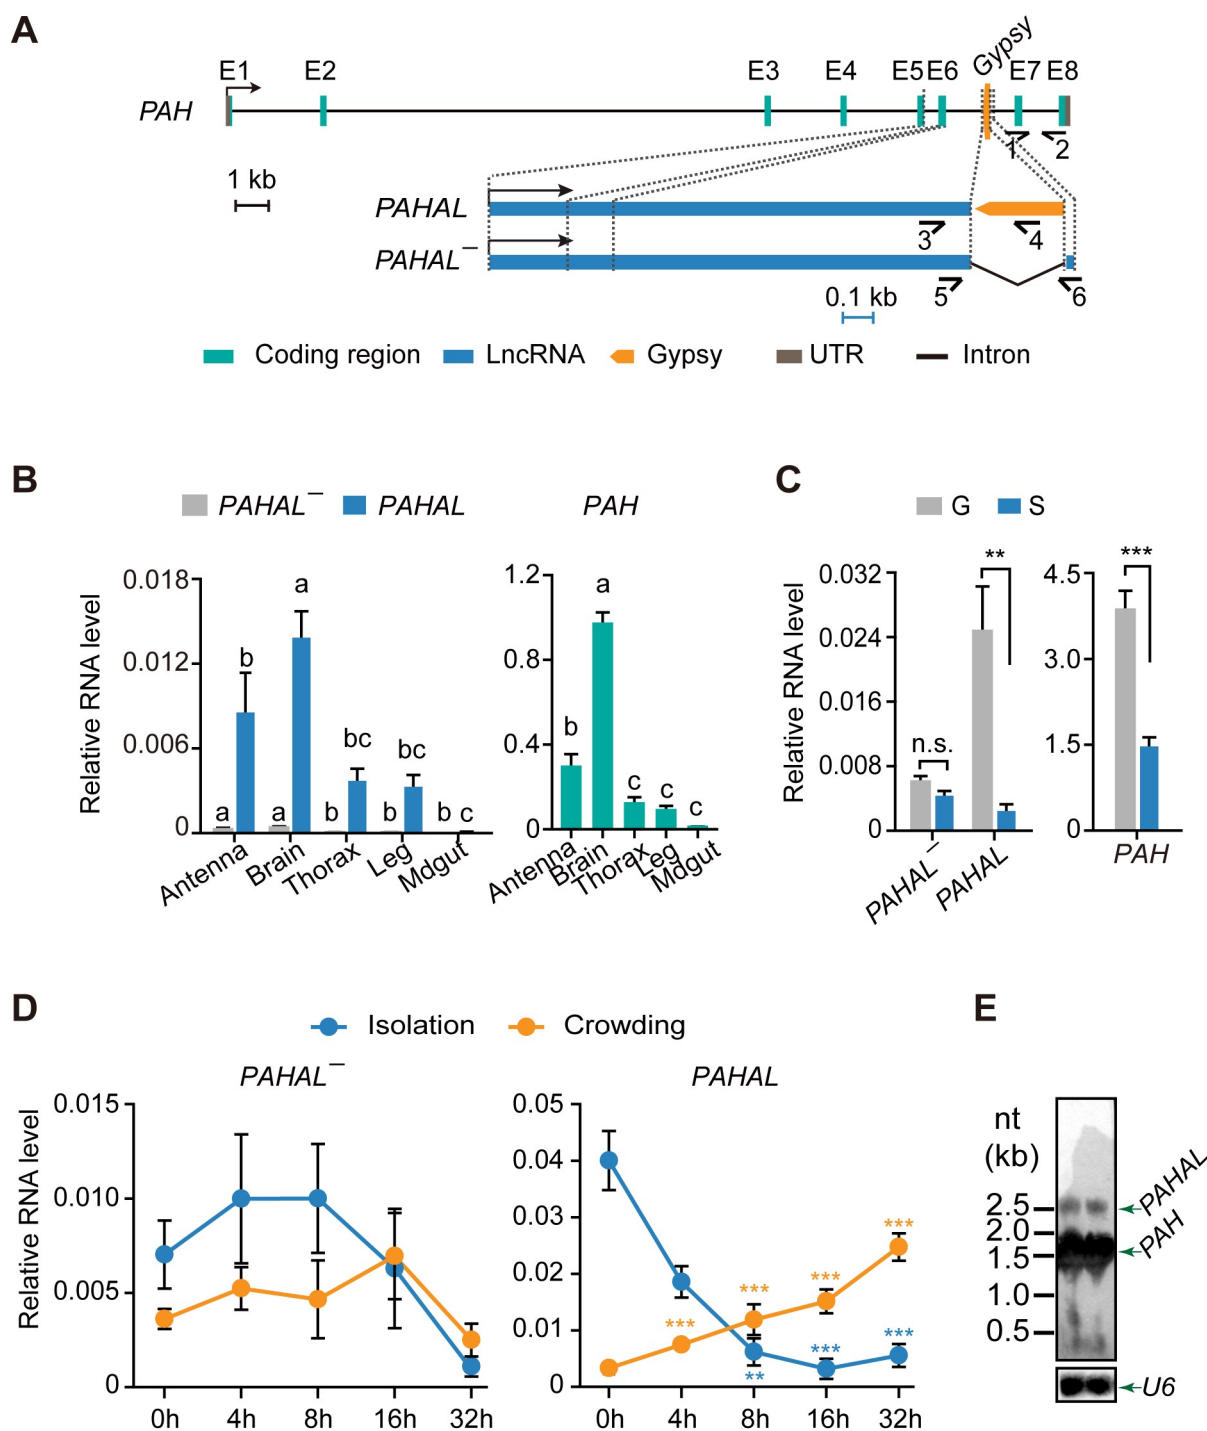 A
E1 E2 E3 E4 E5 E6 Gypsy E7 E8
PAH
1 2
1 kb
PAHAL
3 4
PAHAL–
5 6
0.1 kb
Coding region LncRNA Gypsy UTR Intron
B
PAHAL– PAHAL PAH
Relative RNA level
0.018
0.012
0.006
0
b a bc bc
a a b b b c
Antenna Brain Thorax Leg Mdgut
1.2
0.8
0.4
0
b a c c c
Antenna Brain Thorax Leg Mdgut
C
G S
Relative RNA level
0.032
0.024
0.016
0.008
0
n.s. **
PAHAL– PAHAL
4.5
3.0
1.5
0
***
PAH
D
Isolation Crowding
PAHAL–
Relative RNA level
0.015
0.010
0.005
0
0h 4h 8h 16h 32h
PAHAL
0.05
0.04
0.03
0.02
0.01
0
*** *** *** ***
** *** ***
0h 4h 8h 16h 32h
E
nt
(kb)
2.5
2.0
1.5
1.0
0.5
PAHAL
PAH
U6